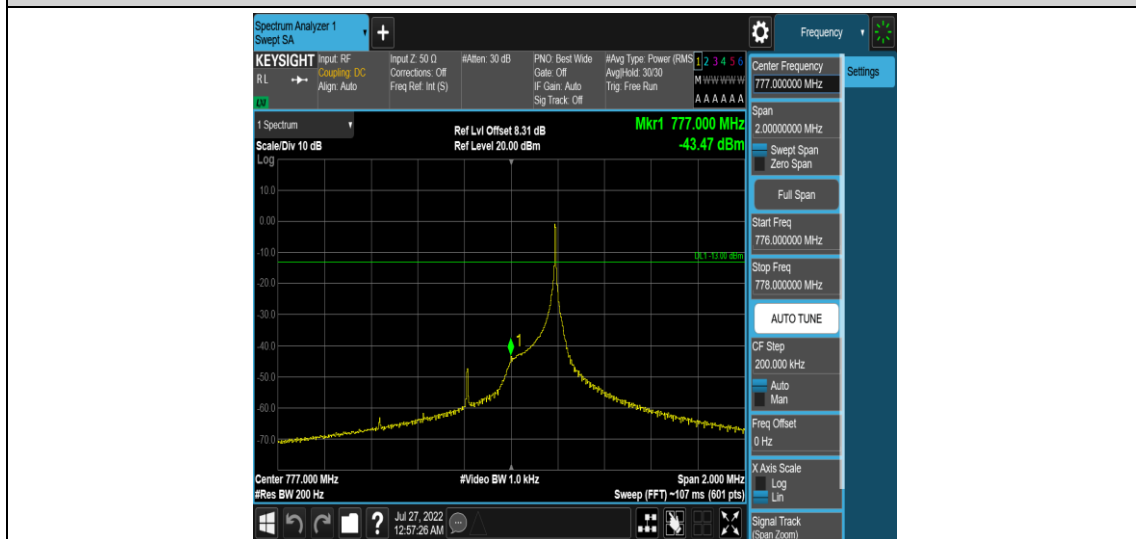 Spectrum Analyzer 1
Swept SA
+
Frequency
KEYSIGHT
RL
LXI
Input: RF
Coupling: DC
Align: Auto
Input Z: 50 Ω
Corrections: Off
Freq Ref: Int (S)
#Atten: 30 dB
PNO: Best Wide
Gate: Off
IF Gain: Auto
Sig Track: Off
#Avg Type: Power (RMS
Avg|Hold: 30/30
Trig: Free Run
1 2 3 4 5 6
M W W W W W
A A A A A A
1 Spectrum
Scale/Div 10 dB
Log
Ref Lvl Offset 8.31 dB
Ref Level 20.00 dBm
Mkr1 777.000 MHz
-43.47 dBm
10.0
0.00
-10.0
-20.0
-30.0
-40.0
-50.0
-60.0
-70.0
DL1 -13.00 dBm
1
Center 777.000 MHz
#Res BW 200 Hz
#Video BW 1.0 kHz
Span 2.000 MHz
Sweep (FFT) ~107 ms (601 pts)
?
Jul 27, 2022
12:57:26 AM
Center Frequency
777.000000 MHz
Settings
Span
2.00000000 MHz
Swept Span
Zero Span
Full Span
Start Freq
776.000000 MHz
Stop Freq
778.000000 MHz
AUTO TUNE
CF Step
200.000 kHz
Auto
Man
Freq Offset
0 Hz
X Axis Scale
Log
Lin
Signal Track
(Span Zoom)